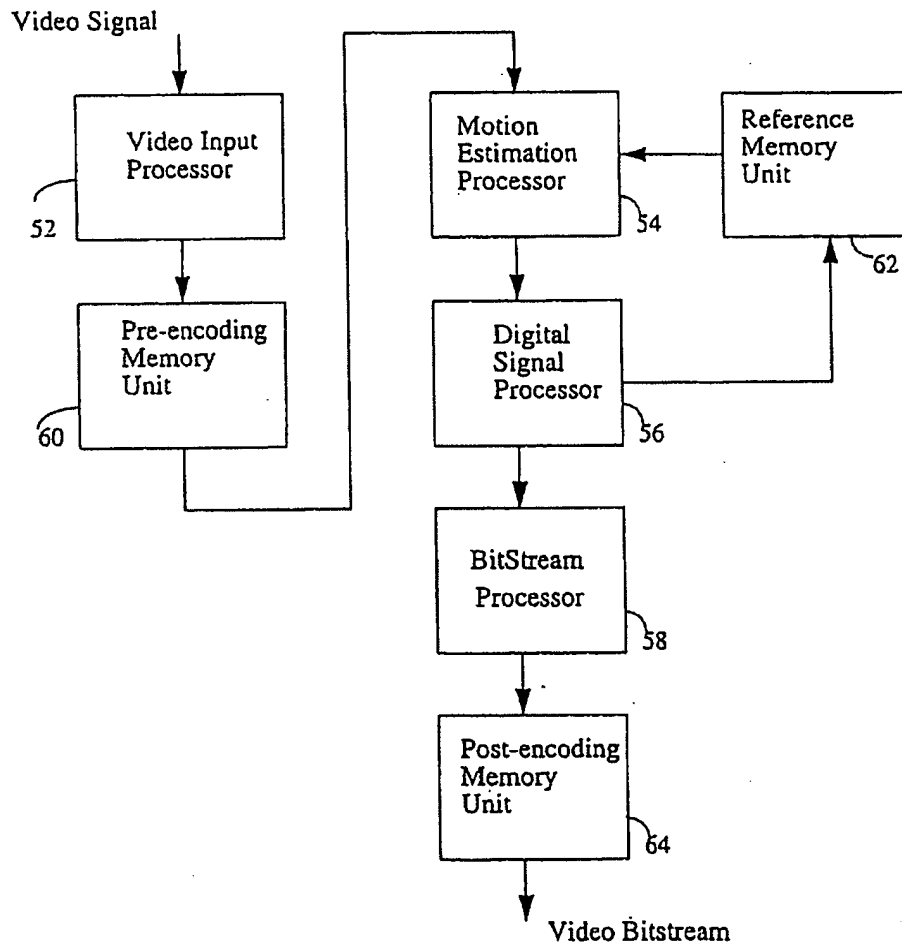 Video Signal
Video Input
Processor
52
Pre-encoding
Memory
Unit
60
Motion
Estimation
Processor
54
Reference
Memory
Unit
62
Digital
Signal
Processor
56
BitStream
Processor
58
Post-encoding
Memory
Unit
64
Video Bitstream